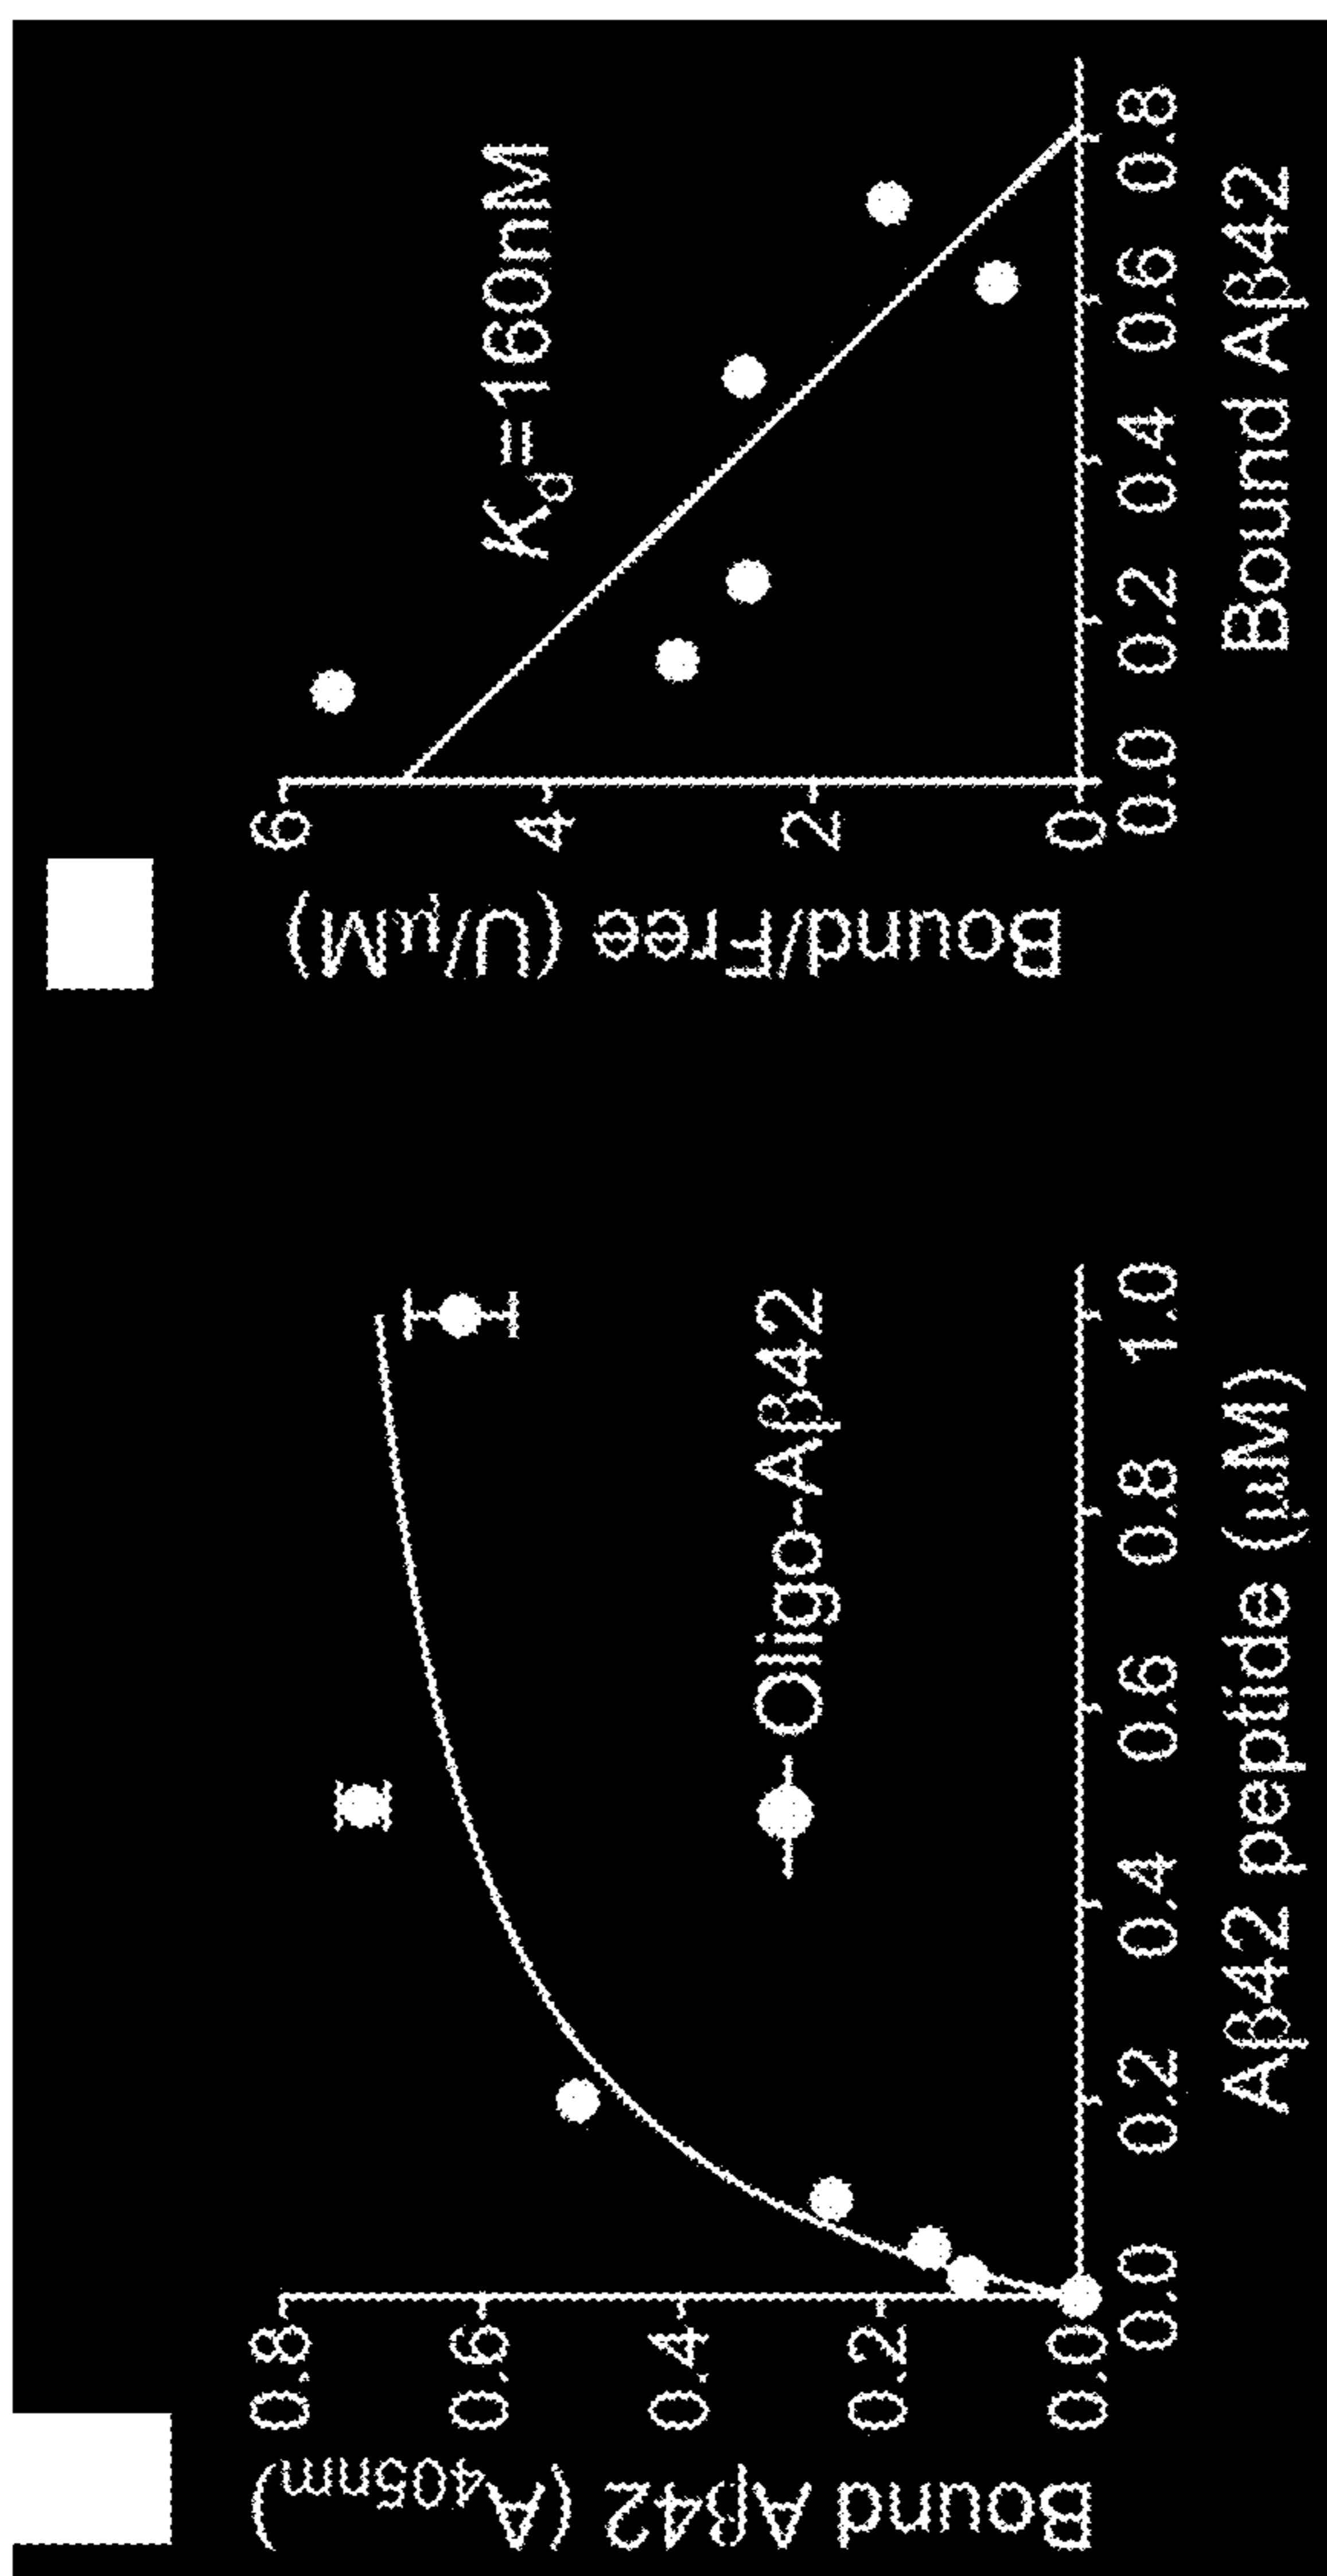 Bound Aβ42 (A405nm)
0.8
0.6
0.4
0.2
0.0
0.0 0.2 0.4 0.6 0.8 1.0
Aβ42 peptide (μM)
Oligo-Aβ42
Bound/Free (U/μM)
6
4
2
0
0.0 0.2 0.4 0.6 0.8
Bound Aβ42
Kd=160nM